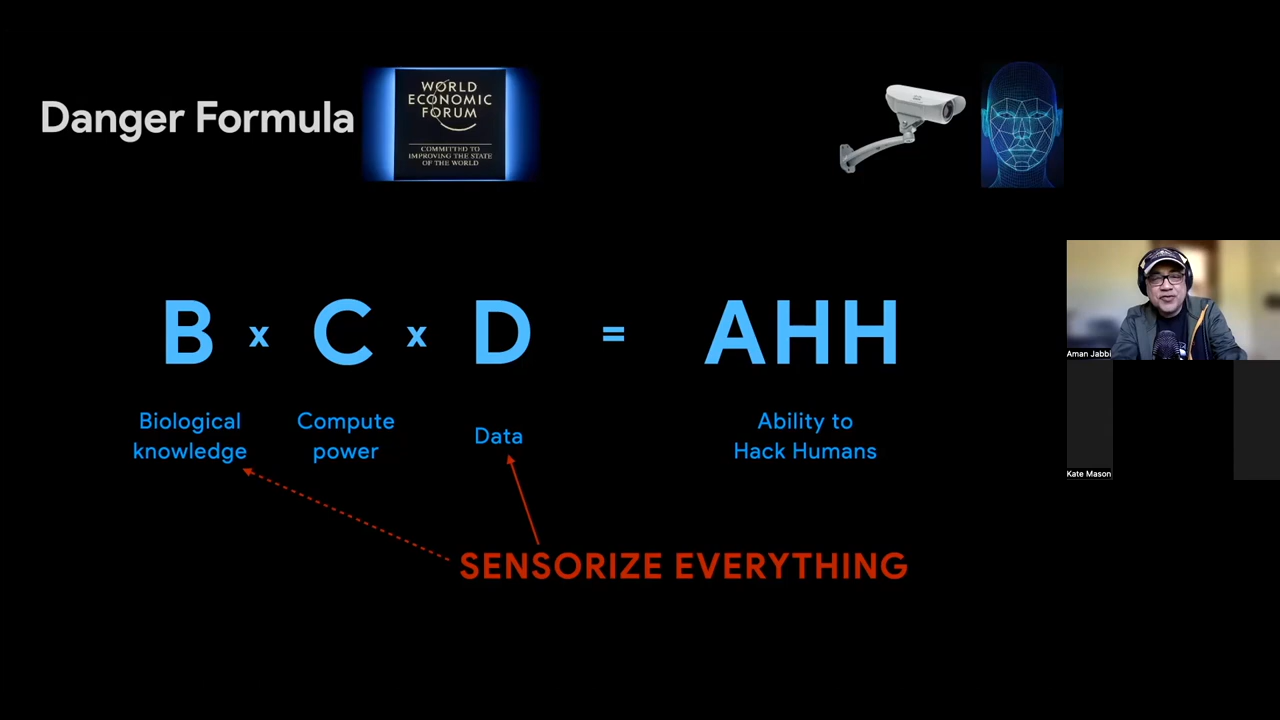 Danger Formula
WORLD
ECONOMIC
FORUM
COMMITTED TO
IMPROVING THE STATE
OF THE WORLD
B x C x D = AHH
Biological
knowledge
Compute
power
Data
Ability to
Hack Humans
SENSORIZE EVERYTHING
Aman Jabbi
Kate Mason